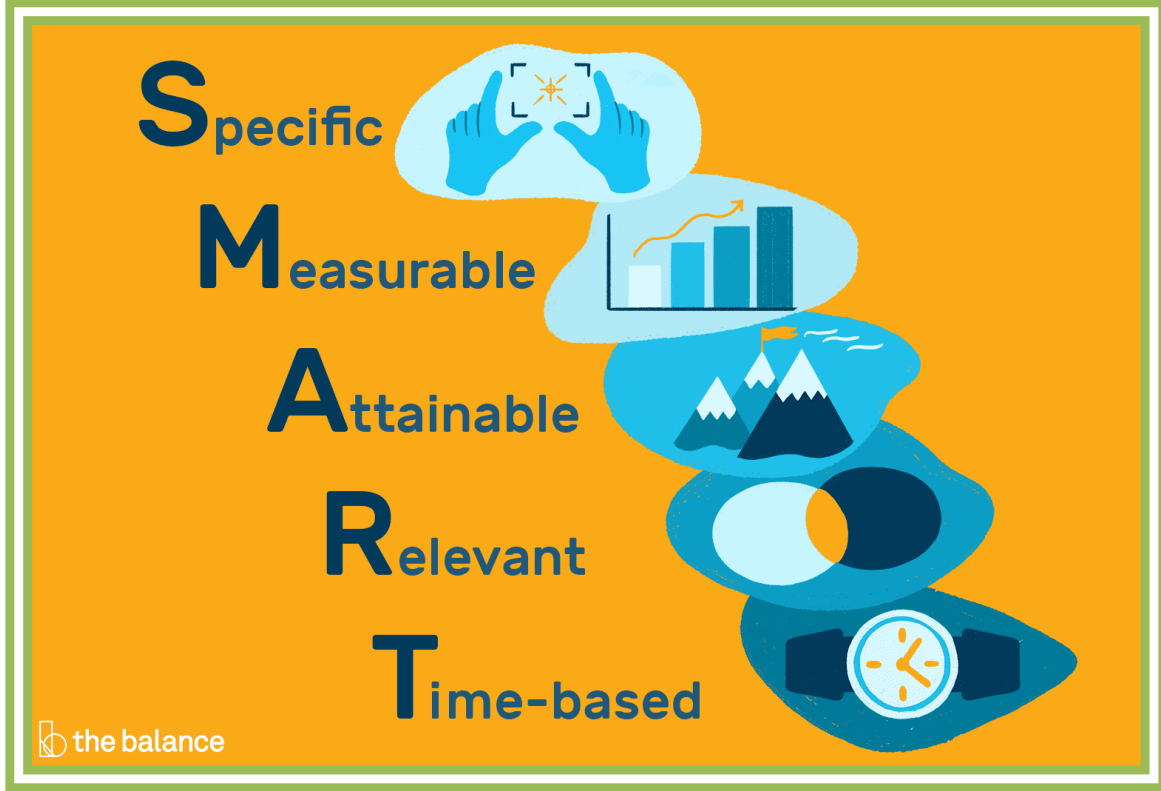 Specific
Measurable
Attainable
Relevant
Time-based
the balance